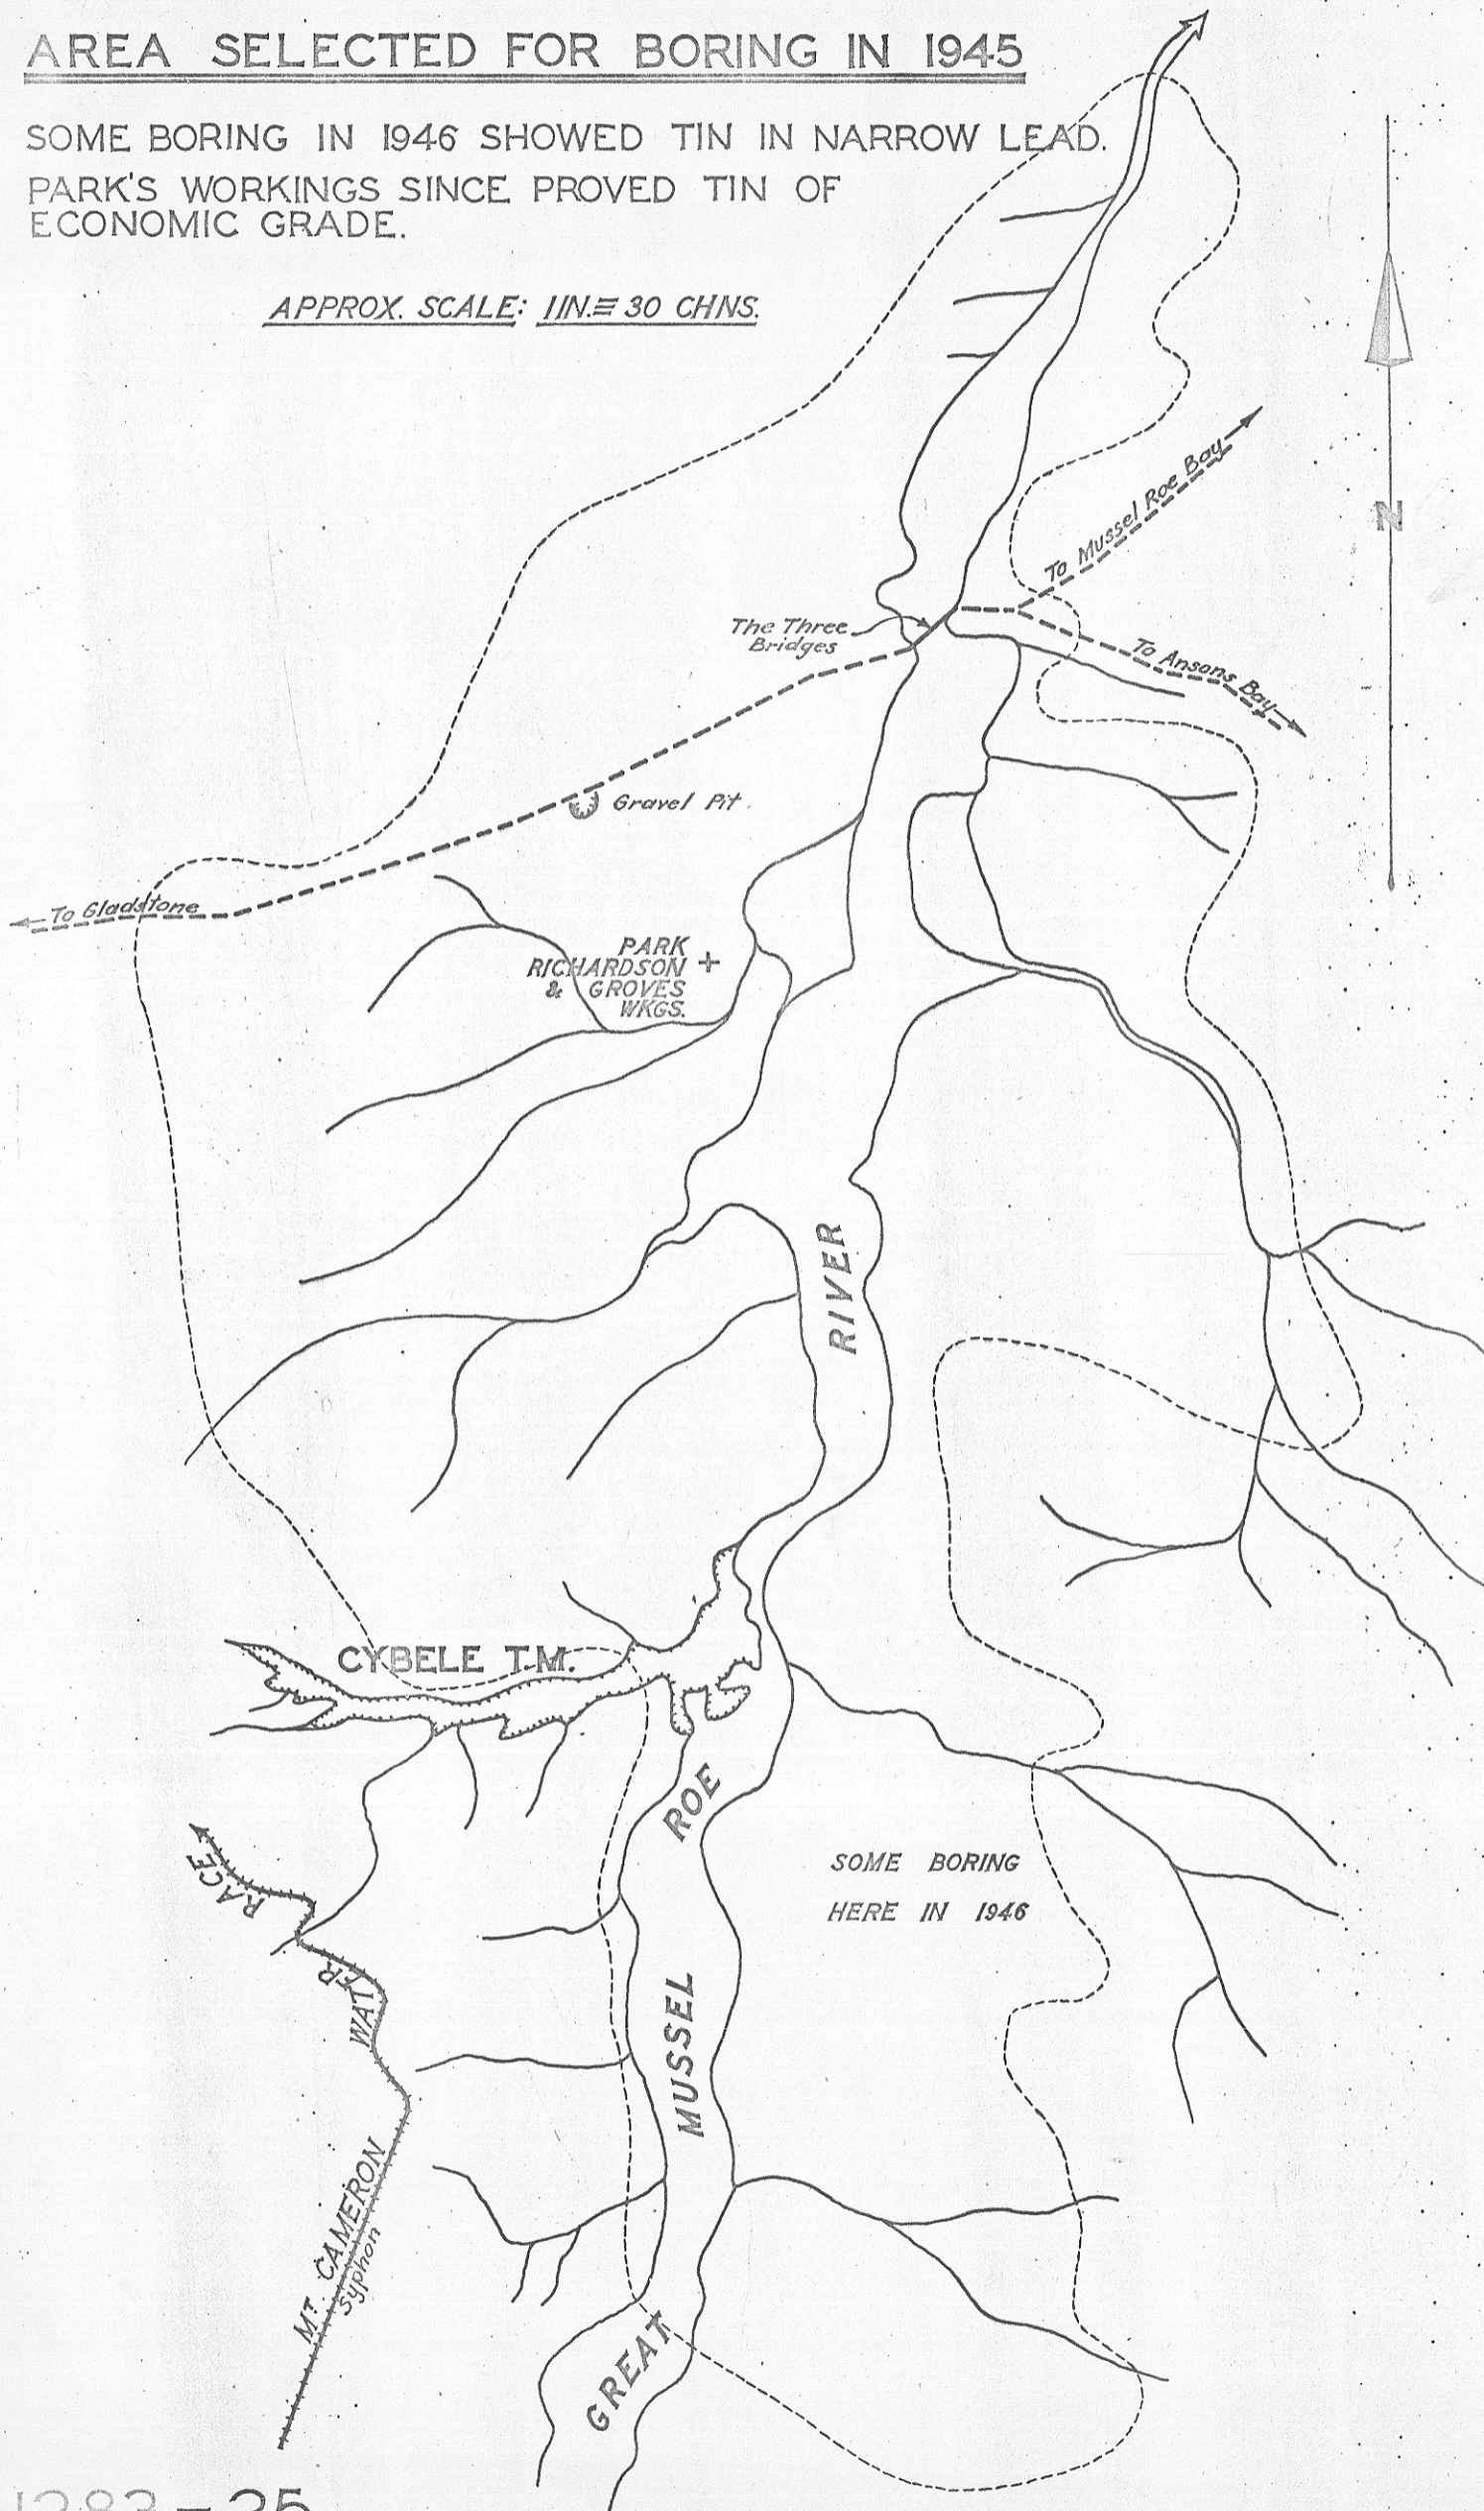 AREA SELECTED FOR BORING IN 1945
SOME BORING IN 1946 SHOWED TIN IN NARROW LEAD.
PARK'S WORKINGS SINCE PROVED TIN OF
ECONOMIC GRADE.
APPROX. SCALE: 1IN.≡ 30 CHNS.
N
To Mussel Roe Bay
The Three
Bridges
To Ansons Bay
Gravel Pit.
To Gladstone
PARK
RICHARDSON +
& GROVES
WKGS.
RIVER
CYBELE T.M.
ROE
SOME BORING
HERE IN 1946
RACE
WATER
MUSSEL
MT. CAMERON
Syphon
GREAT
1283-25